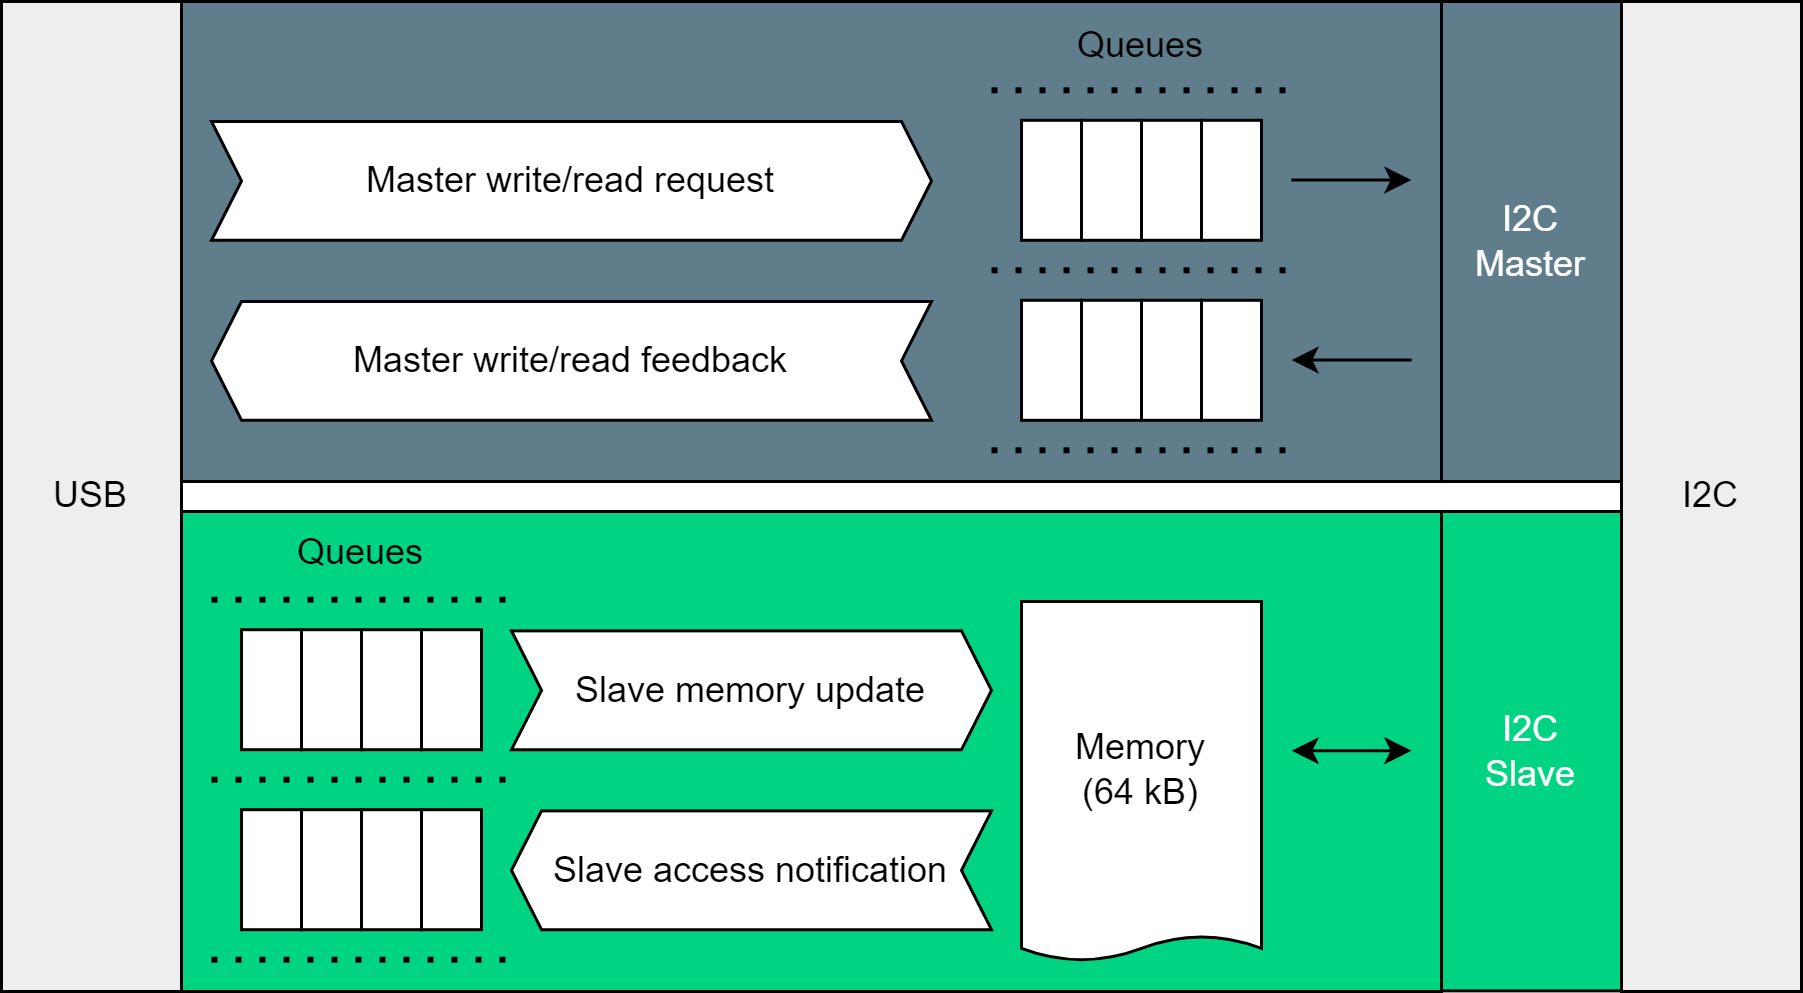 USB
Queues
Master write/read request
Master write/read feedback
I2C
Master
Queues
Slave memory update
Slave access notification
Memory
(64 kB)
I2C
Slave
I2C